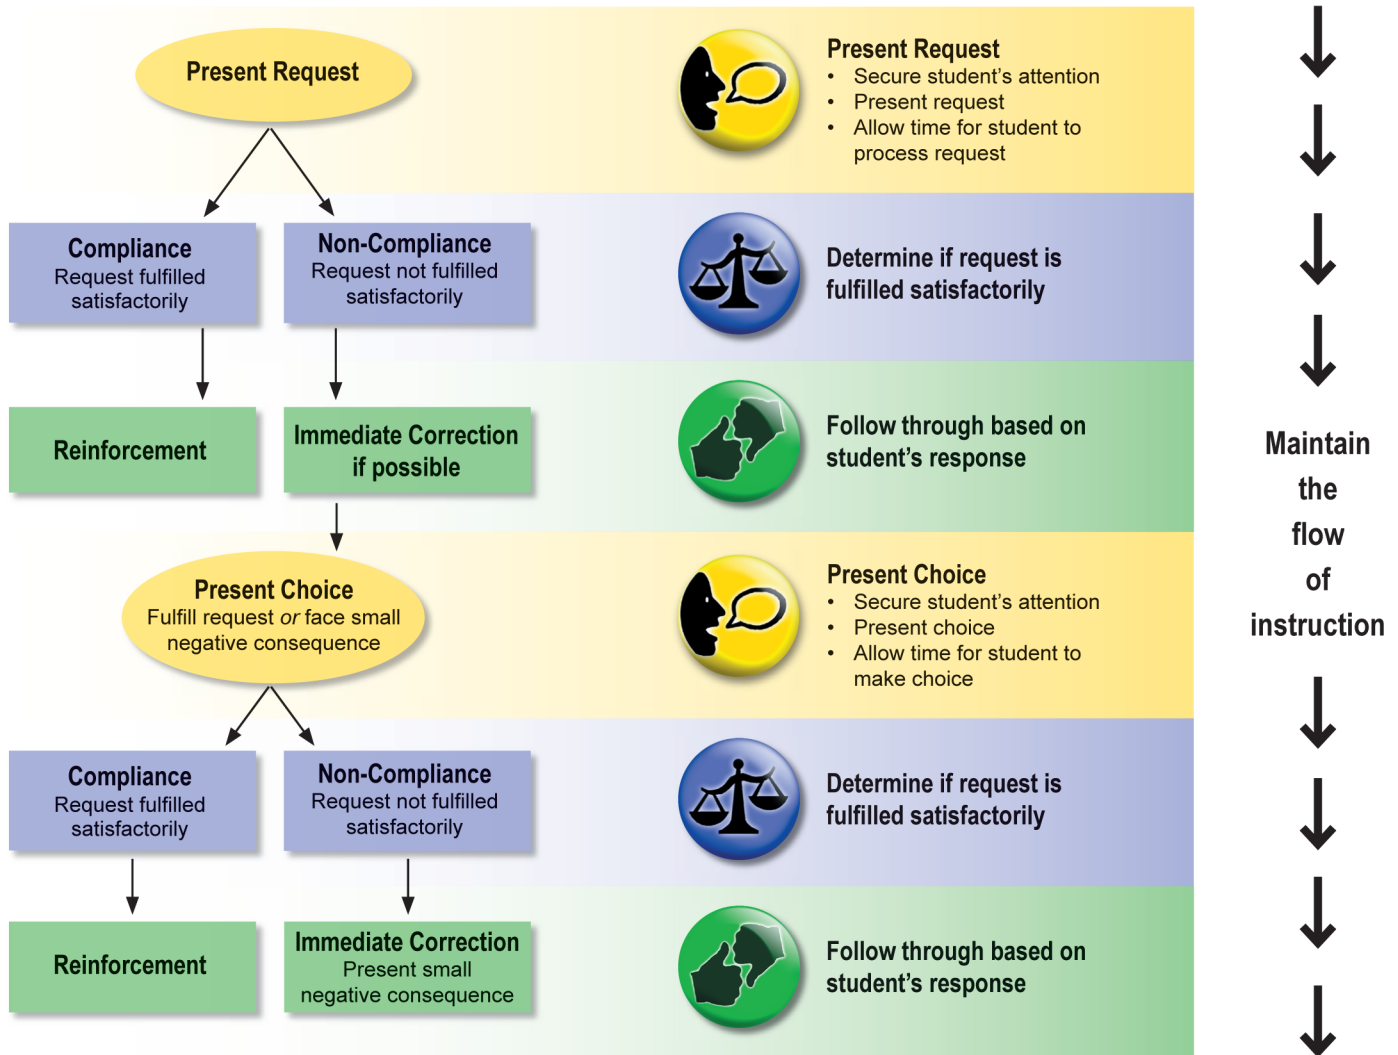 Present Request
Present Request
• Secure student’s attention
• Present request
• Allow time for student to
process request
Compliance
Request fulfilled
satisfactorily
Non-Compliance
Request not fulfilled
satisfactorily
Determine if request is
fulfilled satisfactorily
Reinforcement
Immediate Correction
if possible
Follow through based on
student’s response
Present Choice
Fulfill request or face small
negative consequence
Present Choice
• Secure student’s attention
• Present choice
• Allow time for student to
make choice
Compliance
Request fulfilled
satisfactorily
Non-Compliance
Request not fulfilled
satisfactorily
Determine if request is
fulfilled satisfactorily
Reinforcement
Immediate Correction
Present small
negative consequence
Follow through based on
student’s response
Maintain
the
flow
of
instruction